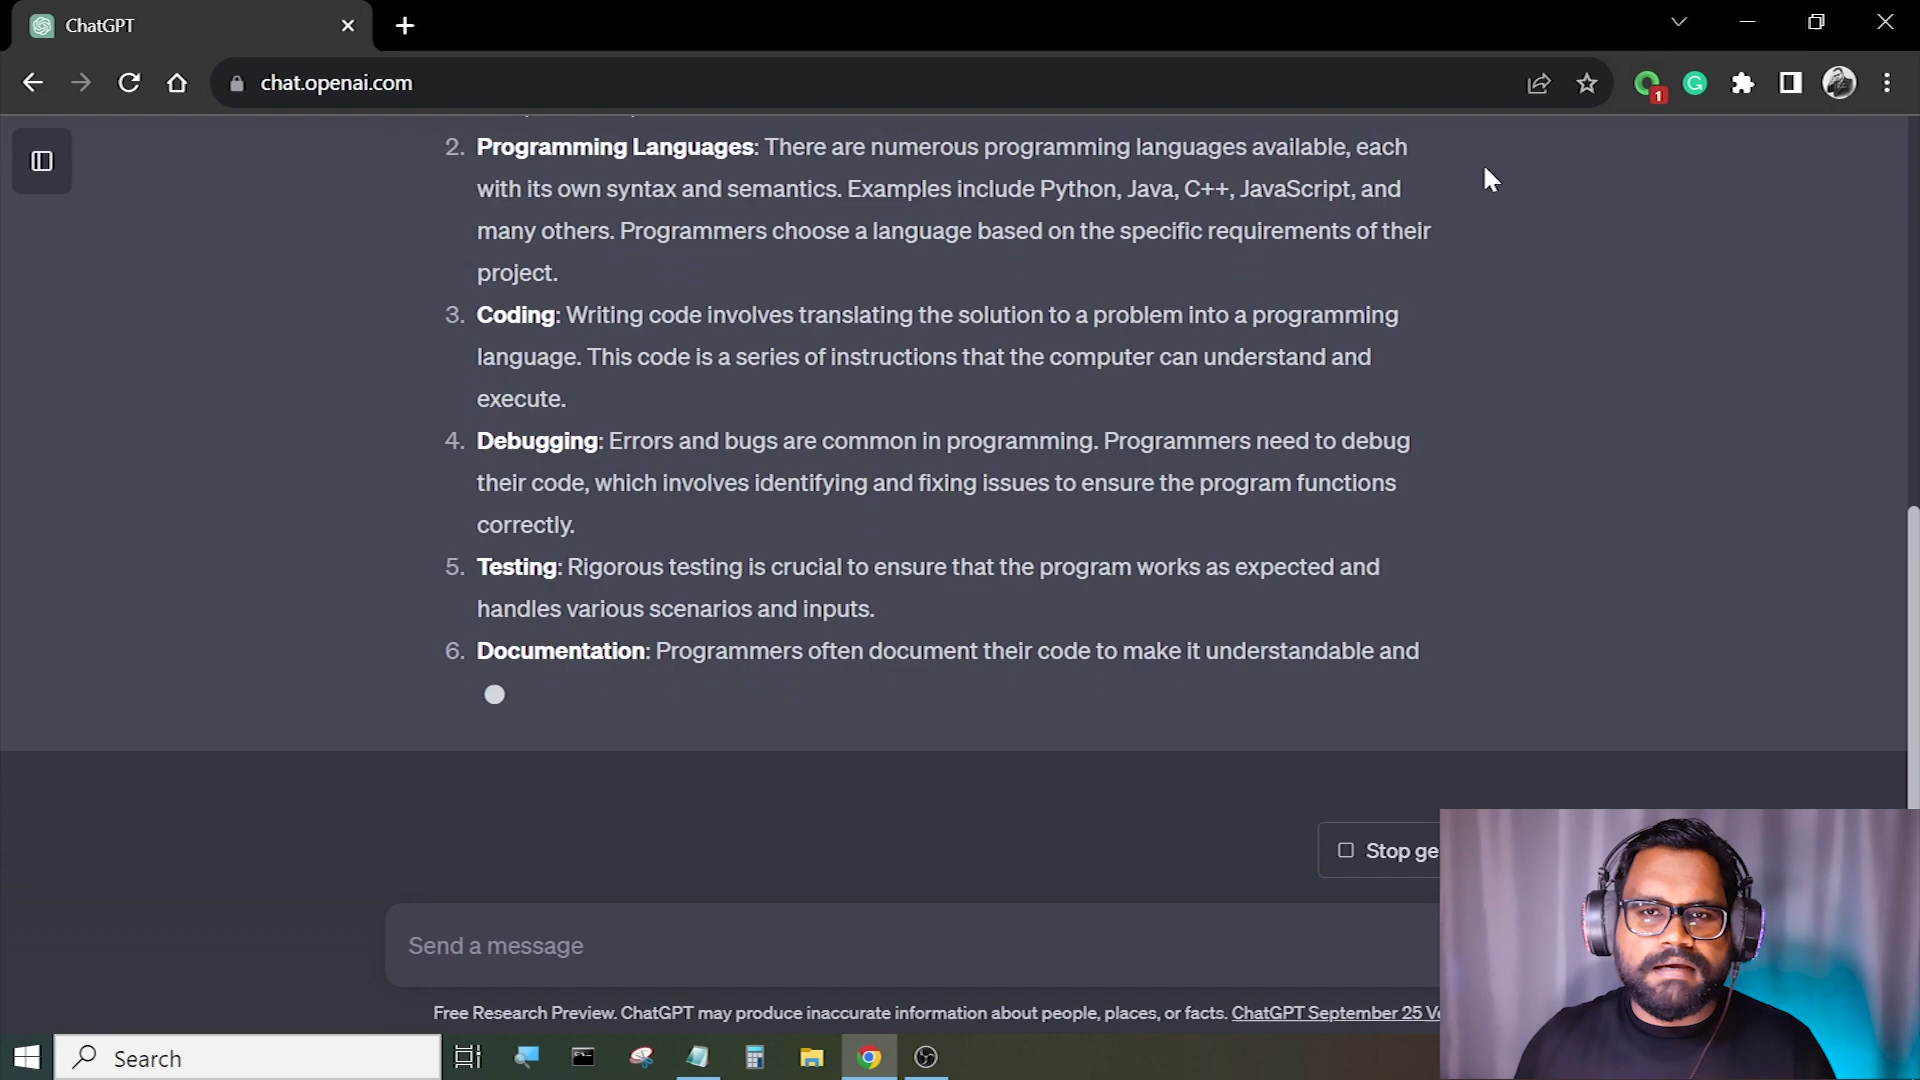 ChatGPT
chat.openai.com
1
2. Programming Languages: There are numerous programming languages available, each
with its own syntax and semantics. Examples include Python, Java, C++, JavaScript, and
many others. Programmers choose a language based on the specific requirements of their
project.
3. Coding: Writing code involves translating the solution to a problem into a programming
language. This code is a series of instructions that the computer can understand and
execute.
4. Debugging: Errors and bugs are common in programming. Programmers need to debug
their code, which involves identifying and fixing issues to ensure the program functions
correctly.
5. Testing: Rigorous testing is crucial to ensure that the program works as expected and
handles various scenarios and inputs.
6. Documentation: Programmers often document their code to make it understandable and
Stop ge
Send a message
Free Research Preview. ChatGPT may produce inaccurate information about people, places, or facts. ChatGPT September 25 Ve
Search